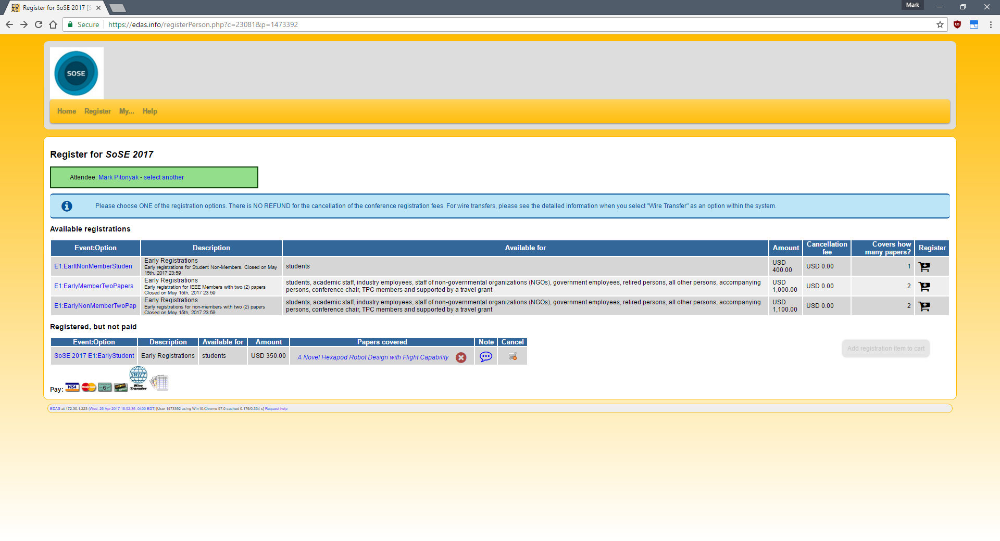 Register for SoSE 2017 [S
Mark
Secure
https://edas.info/registerPerson.php?c=23081&p=1473392
SOSE
Home Register My... Help
Register for SoSE 2017
Attendee: Mark Pitonyak - select another
Please choose ONE of the registration options. There is NO REFUND for the cancellation of the conference registration fees. For wire transfers, please see the detailed information when you select "Wire Transfer" as an option within the system.
Available registrations
Event:Option Description Available for Amount Cancellation fee Covers how many papers? Register
E1:EarltNonMemberStuden
Early Registrations
Early registrations for Student Non-Members. Closed on May
15th, 2017 23:59
students
USD
400.00
USD 0.00
1
E1:EarlyMemberTwoPapers
Early Registrations
Early registration for IEEE Members with two (2) papers
Closed on May 15th, 2017 23:59
students, academic staff, industry employees, staff of non-governmental organizations (NGOs), government employees, retired persons, all other persons, accompanying
persons, conference chair, TPC members and supported by a travel grant
USD
1,000.00
USD 0.00
2
E1:EarlyNonMemberTwoPap
Early Registrations
Early registrations for non-members with two (2) papers
Closed on May 15th, 2017 23:59
students, academic staff, industry employees, staff of non-governmental organizations (NGOs), government employees, retired persons, all other persons, accompanying
persons, conference chair, TPC members and supported by a travel grant
USD
1,100.00
USD 0.00
2
Registered, but not paid
Event:Option Description Available for Amount Papers covered Note Cancel
SoSE 2017 E1:EarlyStudent Early Registrations students USD 350.00 A Novel Hexapod Robot Design with Flight Capability
Add registration item to cart
Pay: VISA MasterCard SWIFT Wire Transfer
EDAS at 172.30.1.223 (Wed, 26 Apr 2017 16:52:36 -0400 EDT) [User 1473392 using Win10:Chrome 57.0 cached 0.176/0.334 s] Request help